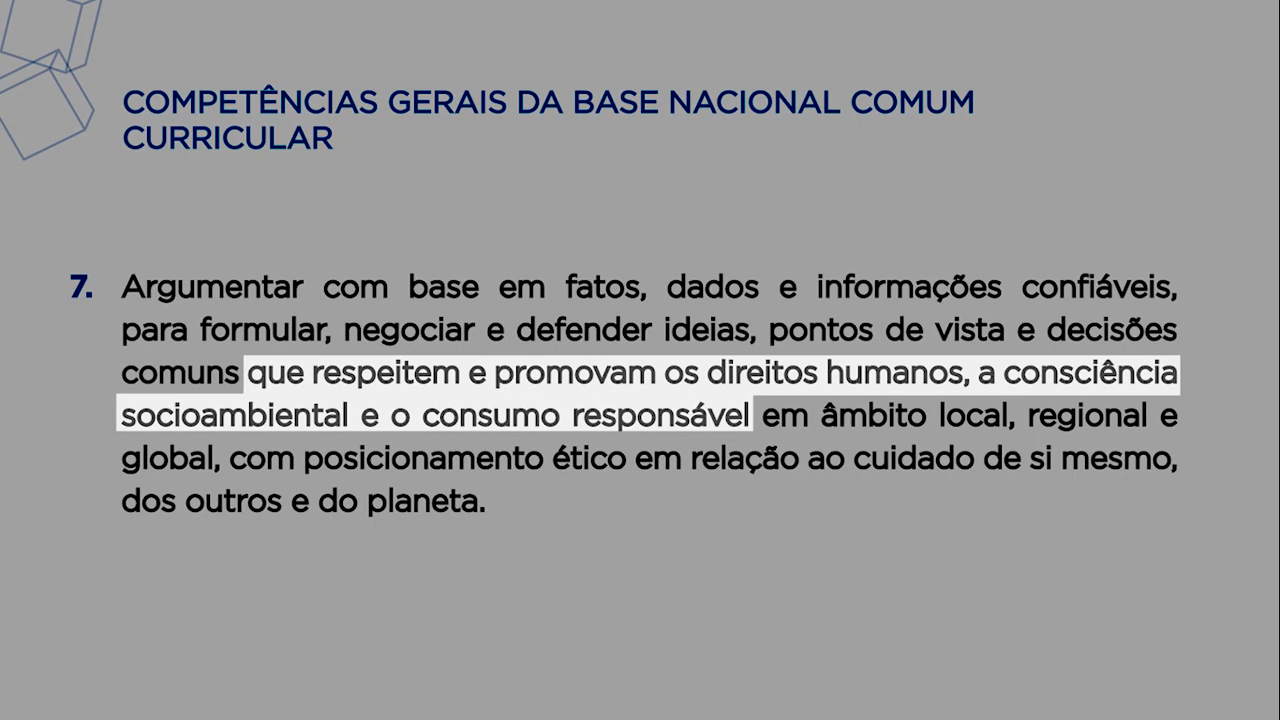 COMPETÊNCIAS GERAIS DA BASE NACIONAL COMUM
CURRICULAR
7. Argumentar com base em fatos, dados e informações confiáveis,
para formular, negociar e defender ideias, pontos de vista e decisões
comuns que respeitem e promovam os direitos humanos, a consciência
socioambiental e o consumo responsável em âmbito local, regional e
global, com posicionamento ético em relação ao cuidado de si mesmo,
dos outros e do planeta.